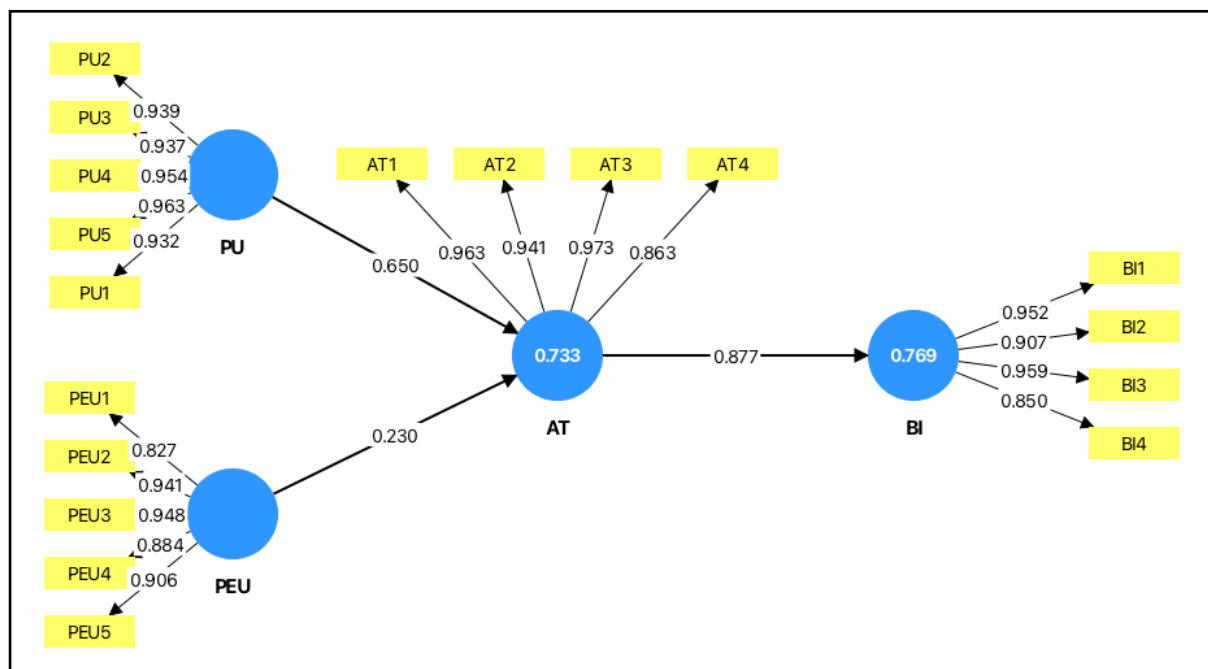 PU2
0.939
PU3
0.937
PU4
0.954
PU5
0.963
0.932
PU1
PU
0.650
AT1
AT2
AT3
AT4
0.963
0.941
0.973
0.863
0.733
AT
0.877
0.769
BI
BI1
0.952
BI2
0.907
BI3
0.959
0.850
BI4
PEU1
0.827
PEU2
0.941
PEU3
0.948
0.884
PEU4
0.906
PEU5
PEU
0.230